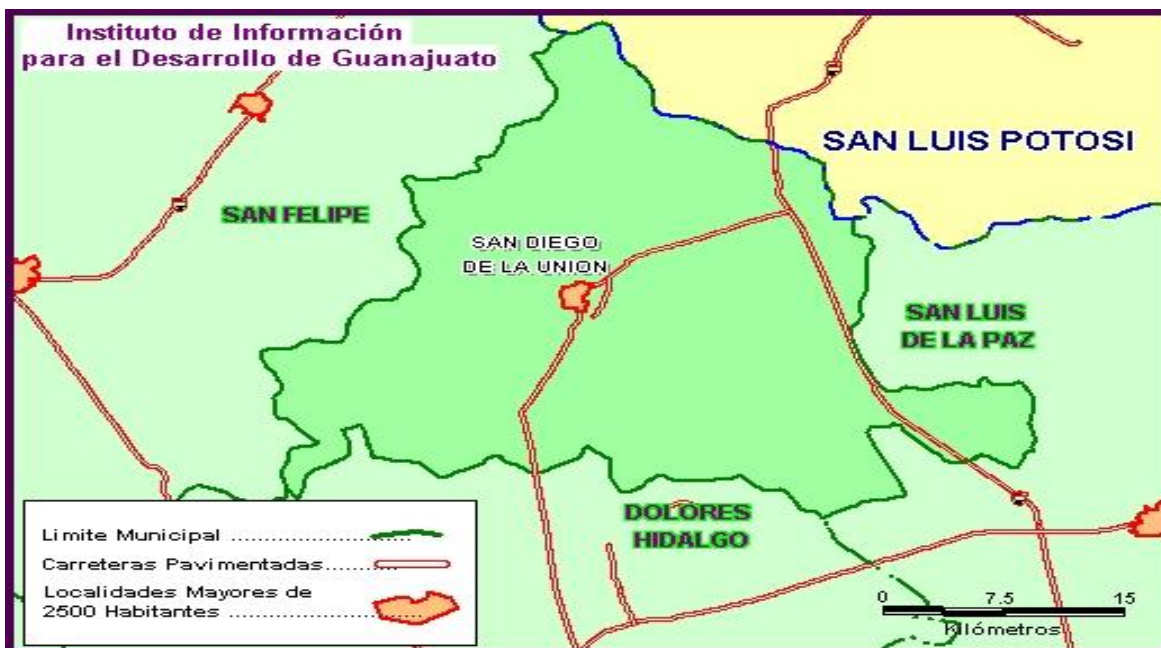 Instituto de Información
para el Desarrollo de Guanajuato
SAN LUIS POTOSI
SAN FELIPE
SAN DIEGO
DE LA UNION
SAN LUIS
DE LA PAZ
DOLORES
HIDALGO
Limite Municipal
Carreteras Pavimentadas
Localidades Mayores de
2500 Habitantes
0 7.5 15
Kilómetros